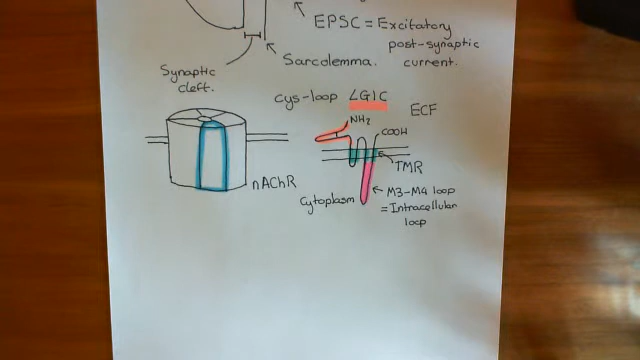 EPSC = Excitatory
post-synaptic
current.
Sarcolemma.
Synaptic
cleft.
cys-loop LGIC
ECF
NH2
COOH
TMR
nAChR
Cytoplasm
M3-M4 loop
= Intracellular
loop